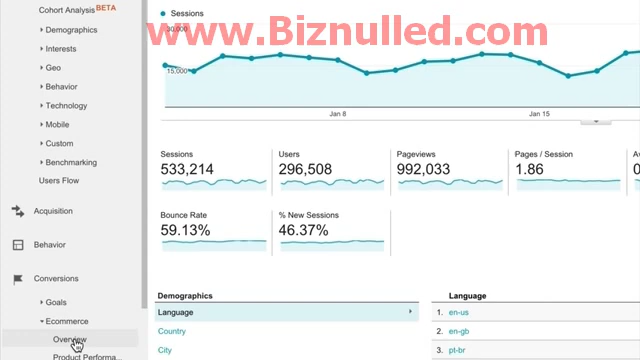 Cohort Analysis BETA
Demographics
Interests
Geo
Behavior
Technology
Mobile
Custom
Benchmarking
Users Flow
Acquisition
Behavior
Conversions
Goals
Ecommerce
Overview
Product Performa...
www.Biznulled.com
Sessions
30,000
15,000
Jan 8
Jan 15
Sessions
533,214
Users
296,508
Pageviews
992,033
Pages / Session
1.86
Bounce Rate
59.13%
% New Sessions
46.37%
Demographics
Language
Country
City
Language
1. en-us
2. en-gb
3. pt-br